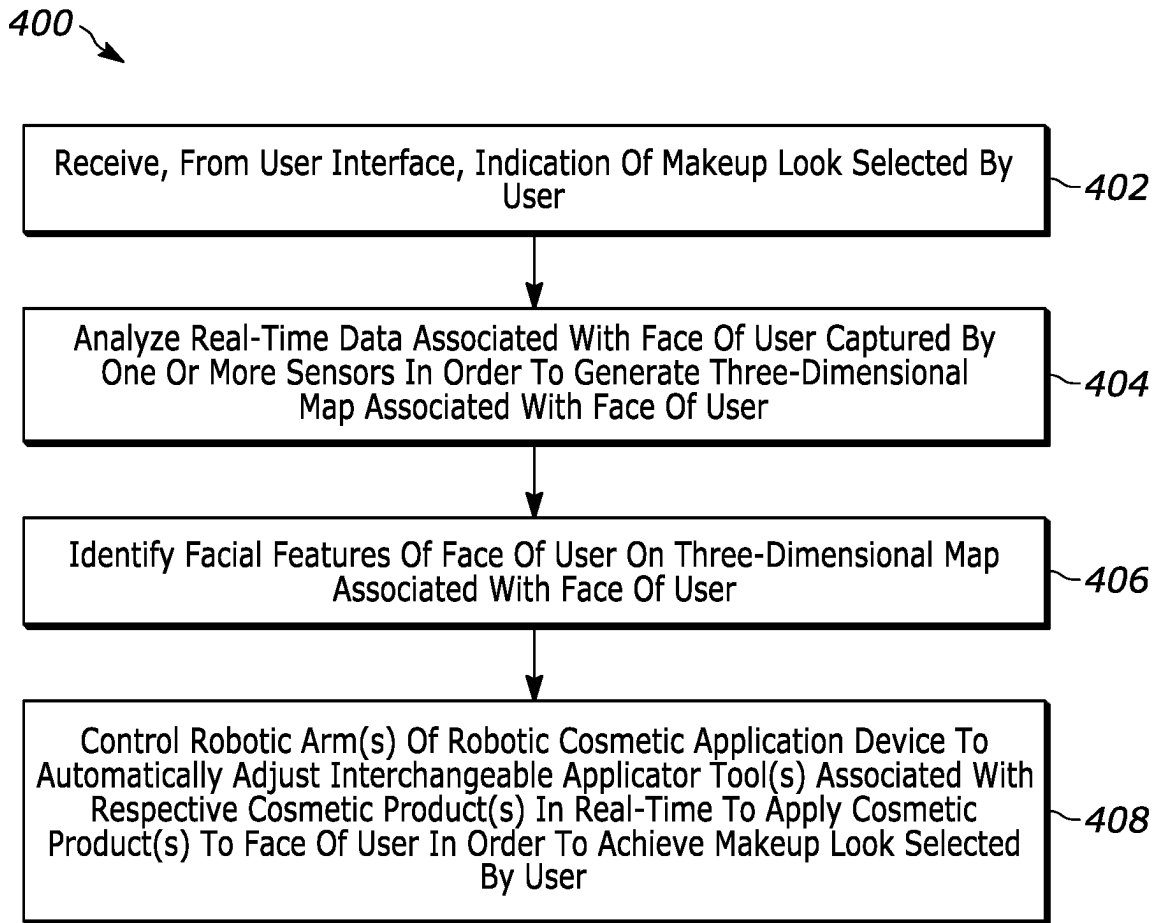 400
Receive, From User Interface, Indication Of Makeup Look Selected By
User
402
Analyze Real-Time Data Associated With Face Of User Captured By
One Or More Sensors In Order To Generate Three-Dimensional
Map Associated With Face Of User
404
Identify Facial Features Of Face Of User On Three-Dimensional Map
Associated With Face Of User
406
Control Robotic Arm(s) Of Robotic Cosmetic Application Device To
Automatically Adjust Interchangeable Applicator Tool(s) Associated With
Respective Cosmetic Product(s) In Real-Time To Apply Cosmetic
Product(s) To Face Of User In Order To Achieve Makeup Look Selected
By User
408